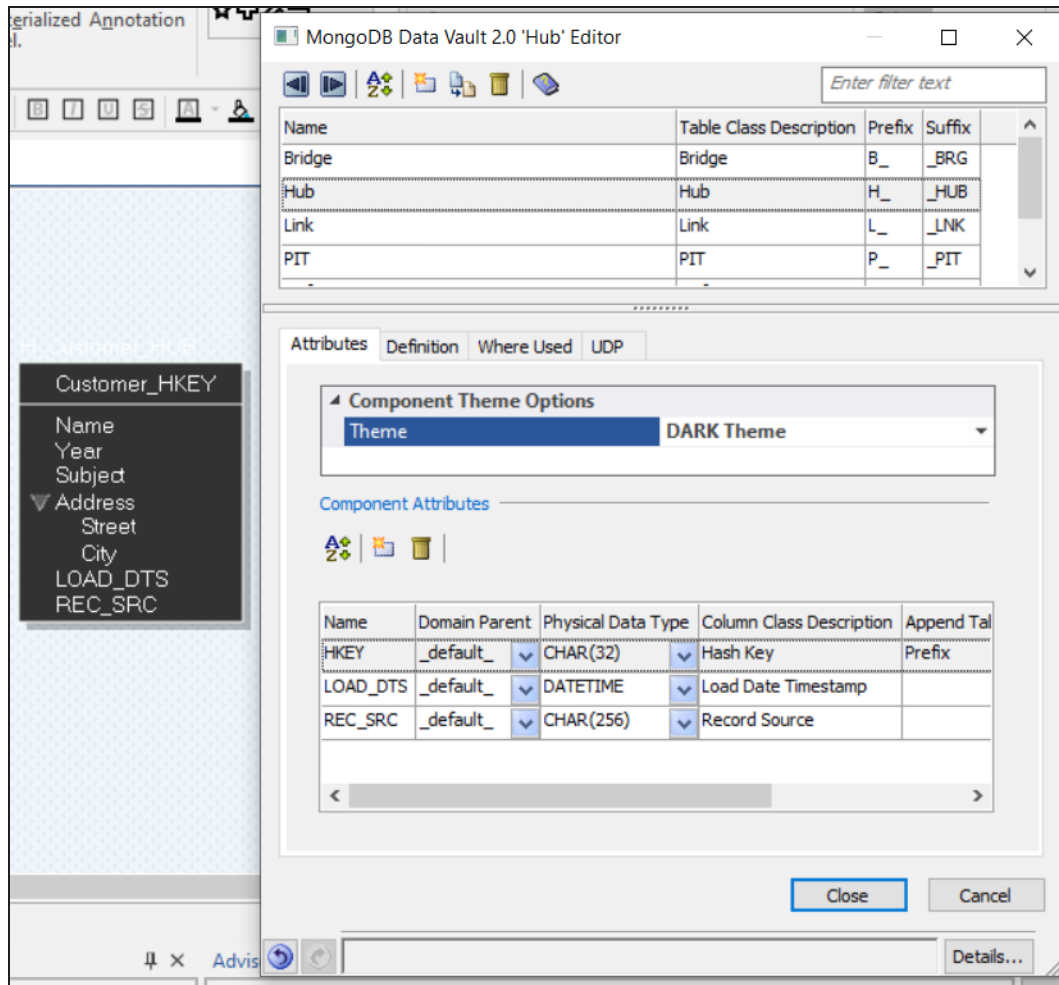 erialized Annotation
el.
MongoDB Data Vault 2.0 'Hub' Editor
Enter filter text
B I U S A
Name Table Class Description Prefix Suffix
Bridge Bridge B_ _BRG
Hub Hub H_ _HUB
Link Link L_ _LNK
PIT PIT P_ _PIT
Attributes Definition Where Used UDP
H_Customer_HUB
Customer_HKEY
Name
Year
Subject
Address
Street
City
LOAD_DTS
REC_SRC
Component Theme Options
Theme DARK Theme
Component Attributes
Name Domain Parent Physical Data Type Column Class Description Append Tal
HKEY _default_ CHAR(32) Hash Key Prefix
LOAD_DTS _default_ DATETIME Load Date Timestamp
REC_SRC _default_ CHAR(256) Record Source
Close Cancel
Advis
Details...